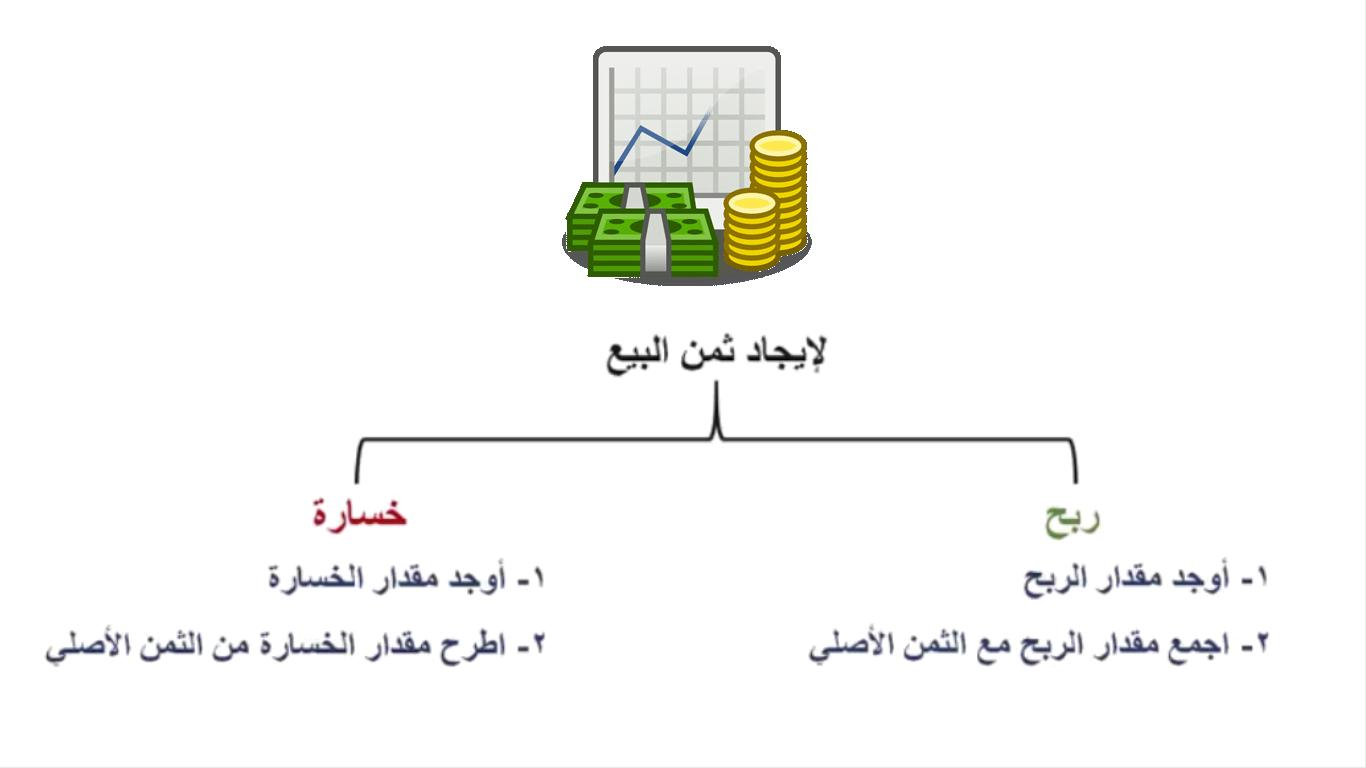 لإيجاد ثمن البيع
ربح
١- أوجد مقدار الربح
٢- اجمع مقدار الربح مع الثمن الأصلي
خسارة
١- أوجد مقدار الخسارة
٢- اطرح مقدار الخسارة من الثمن الأصلي